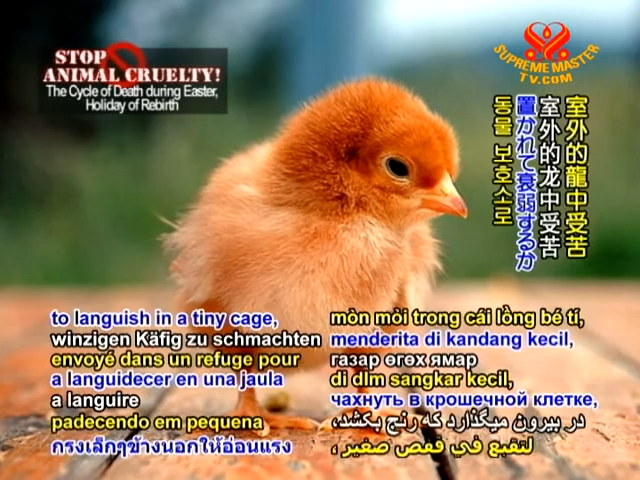 STOP
ANIMAL CRUELTY!
The Cycle of Death during Easter,
Holiday of Rebirth
SUPREME MASTER
TV.COM
室外的龍中受苦
室外的龙中受苦
置かれて衰弱するか
동물 보호소로
to languish in a tiny cage,
winzigen Käfig zu schmachten
envoyé dans un refuge pour
a languidecer en una jaula
a languire
padecendo em pequena
กรงเล็กๆข้างนอกให้อ่อนแรง
mòn mỏi trong cái lồng bé tí,
menderita di kandang kecil,
газар өгөх ямар
di dlm sangkar kecil,
чахнуть в крошечной клетке,
در بیرون میگذارد که رنج بکشد،
لتقبع في قفص صغير ،